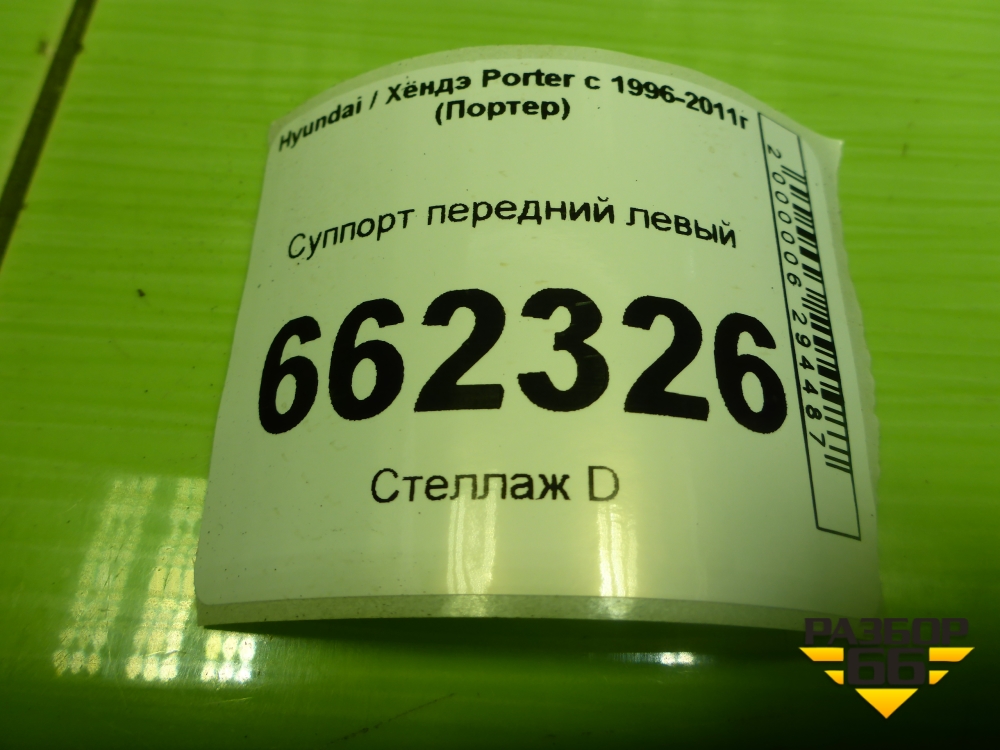 Hyundai / Хёндэ Porter с 1996-2011г
(Портер)
Суппорт передний левый
662326
Стеллаж D
2000006294487
РАЗБОР
66